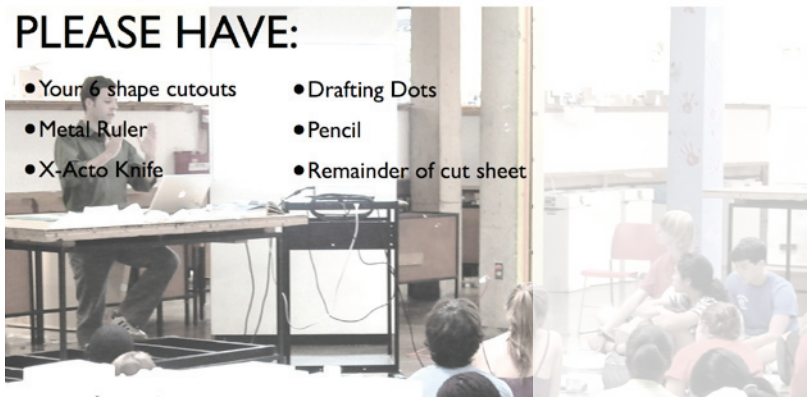 PLEASE HAVE:
•Your 6 shape cutouts
•Metal Ruler
•X-Acto Knife
•Drafting Dots
•Pencil
•Remainder of cut sheet